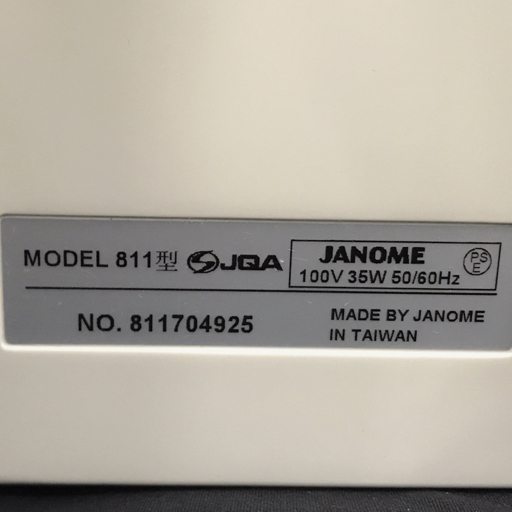 MODEL 811型 JQA JANOME PSE
100V 35W 50/60Hz
NO. 811704925 MADE BY JANOME
IN TAIWAN